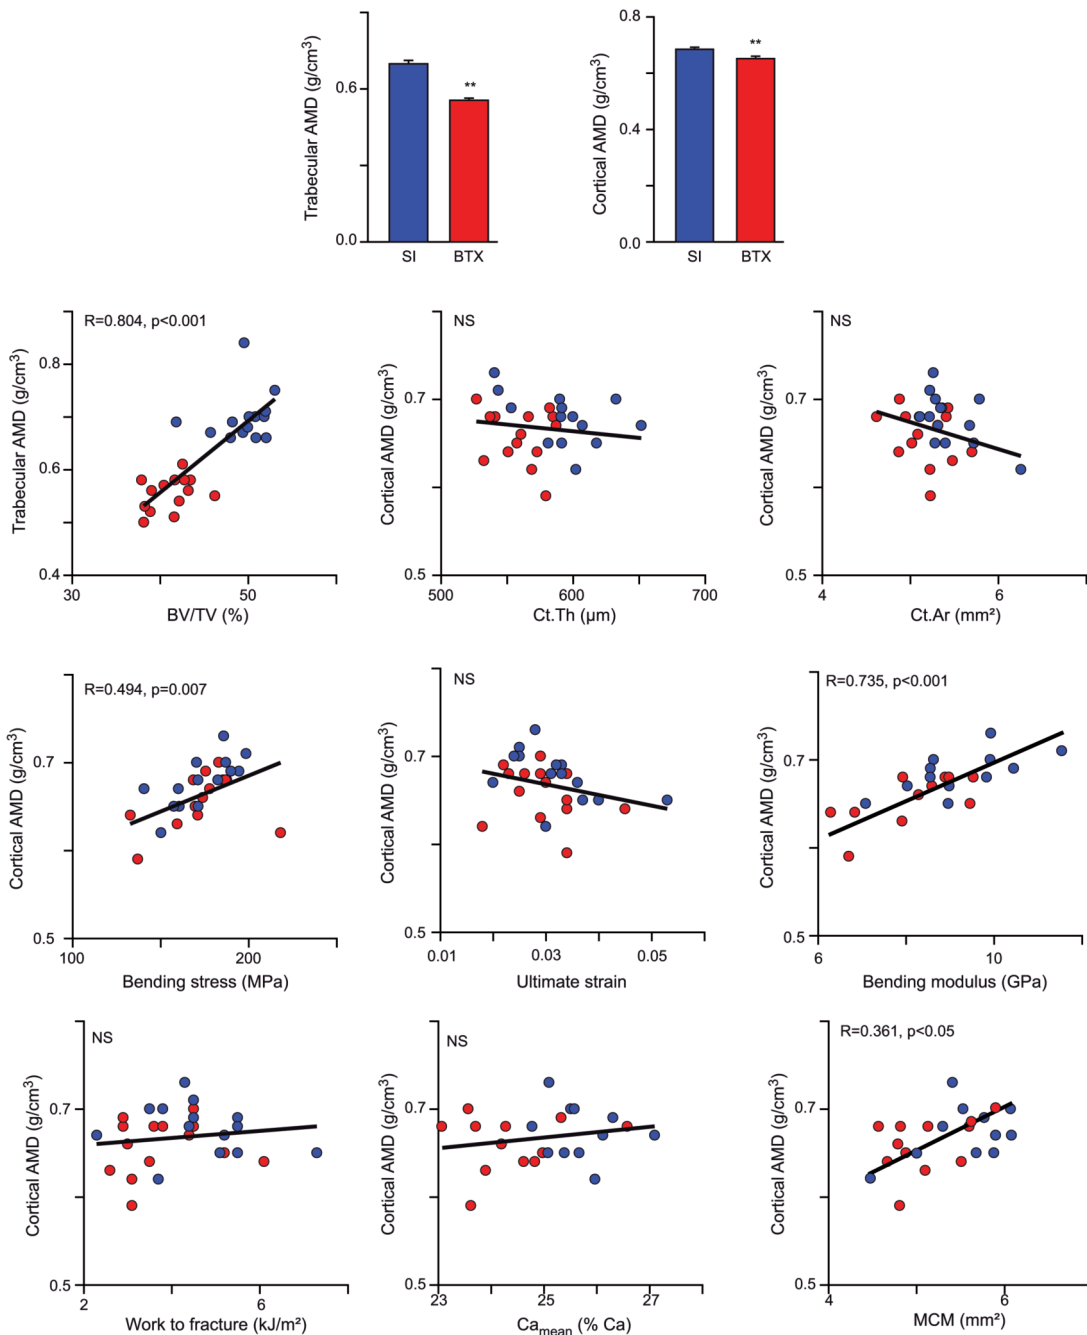 Trabecular AMD (g/cm³)
0.6
0.0
**
SI
BTX
Cortical AMD (g/cm³)
0.8
0.4
0.0
**
SI
BTX
R=0.804, p<0.001
Trabecular AMD (g/cm³)
0.8
0.6
0.4
30
50
BV/TV (%)
NS
Cortical AMD (g/cm³)
0.7
0.5
500
600
700
Ct.Th (µm)
NS
Cortical AMD (g/cm³)
0.7
0.5
4
6
Ct.Ar (mm²)
R=0.494, p=0.007
Cortical AMD (g/cm³)
0.7
0.5
100
200
Bending stress (MPa)
NS
Cortical AMD (g/cm³)
0.7
0.5
0.01
0.03
0.05
Ultimate strain
R=0.735, p<0.001
Cortical AMD (g/cm³)
0.7
0.5
6
10
Bending modulus (GPa)
NS
Cortical AMD (g/cm³)
0.7
0.5
2
6
Work to fracture (kJ/m²)
NS
Cortical AMD (g/cm³)
0.7
0.5
23
25
27
Ca_mean (% Ca)
R=0.361, p<0.05
Cortical AMD (g/cm³)
0.7
0.5
4
6
MCM (mm²)